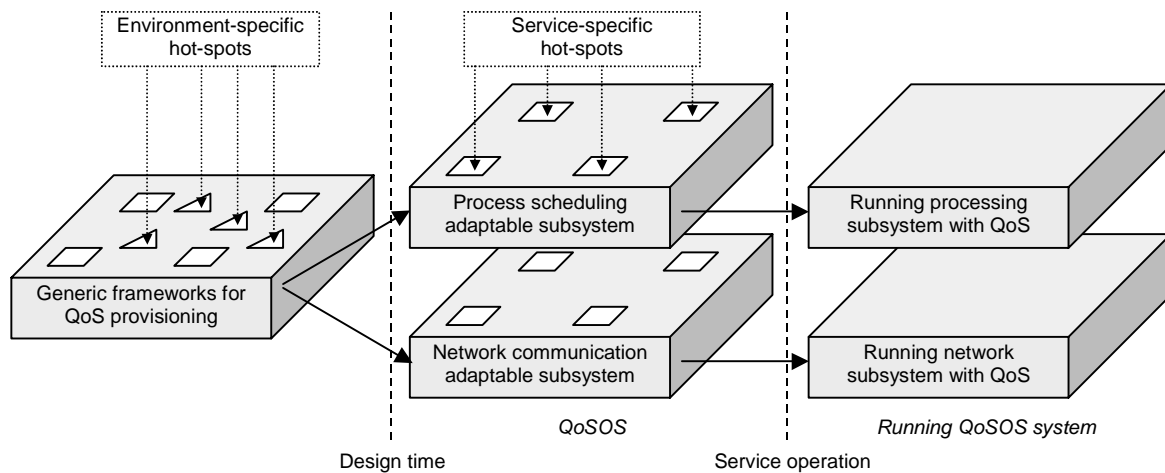 Environment-specific
hot-spots
Service-specific
hot-spots
Generic frameworks for
QoS provisioning
Process scheduling
adaptable subsystem
Running processing
subsystem with QoS
Network communication
adaptable subsystem
Running network
subsystem with QoS
QoSOS
Running QoSOS system
Design time
Service operation